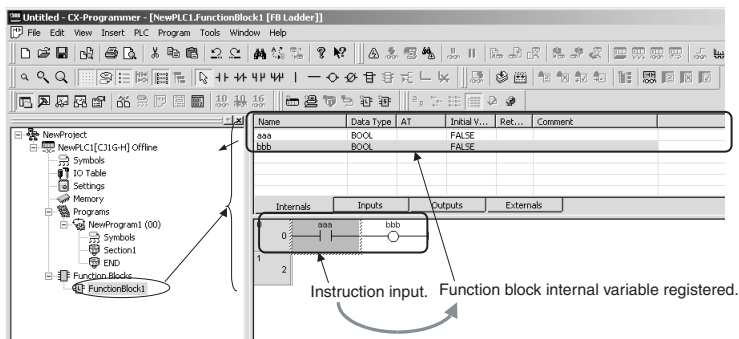 Untitled - CX-Programmer - [NewPLC1.FunctionBlock1 [FB Ladder]]
File Edit View Insert PLC Program Tools Window Help
10 10 16
Name Data Type AT Initial V... Ret... Comment
aaa BOOL FALSE
bbb BOOL FALSE
NewProject
NewPLC1[CJ1G-H] Offline
Symbols
IO Table
Settings
Memory
Programs
NewProgram1 (00)
Symbols
Section1
END
Function Blocks
FunctionBlock1
Internals Inputs Outputs Externals
0
0
aaa bbb
1
2
Instruction input. Function block internal variable registered.